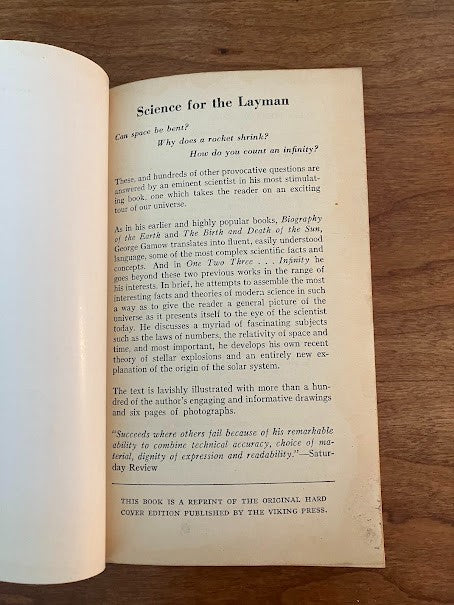 Science for the Layman
Can space be bent?
Why does a rocket shrink?
How do you count an infinity?
These, and hundreds of other provocative questions are
answered by an eminent scientist in his most stimulat-
ing book, one which takes the reader on an exciting
tour of our universe.
As in his earlier and highly popular books, Biography
of the Earth and The Birth and Death of the Sun,
George Gamow translates into fluent, easily understood
language, some of the most complex scientific facts and
concepts. And in One Two Three . . . Infinity he
goes beyond these two previous works in the range of
his interests. In brief, he attempts to assemble the most
interesting facts and theories of modern science in such
a way as to give the reader a general picture of the
universe as it presents itself to the eye of the scientist
today. He discusses a myriad of fascinating subjects
such as the laws of numbers, the relativity of space and
time, and most important, he develops his own recent
theory of stellar explosions and an entirely new ex-
planation of the origin of the solar system.
The text is lavishly illustrated with more than a hun-
dred of the author's engaging and informative drawings
and six pages of photographs.
"Succeeds where others fail because of his remarkable
ability to combine technical accuracy, choice of ma-
terial, dignity of expression and readability."—Satur-
day Review
THIS BOOK IS A REPRINT OF THE ORIGINAL HARD
COVER EDITION PUBLISHED BY THE VIKING PRESS.